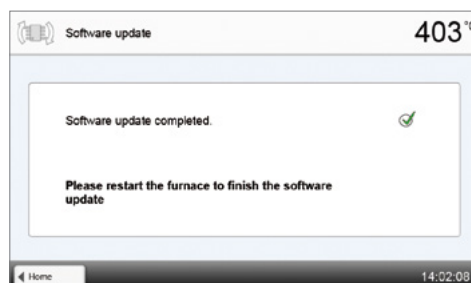 Software update
403°C
Software update completed.
Please restart the furnace to finish the software
update
Home
14:02:08